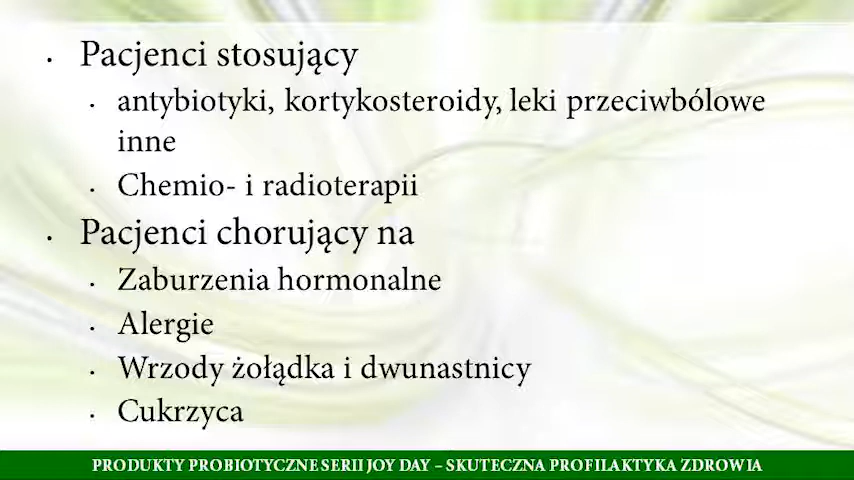 • Pacjenci stosujący
• antybiotyki, kortykosteroidy, leki przeciwbólowe
inne
• Chemio- i radioterapii
• Pacjenci chorujący na
• Zaburzenia hormonalne
• Alergie
• Wrzody żołądka i dwunastnicy
• Cukrzyca
PRODUKTY PROBIOTYCZNE SERII JOY DAY – SKUTECZNA PROFILAKTYKA ZDROWIA